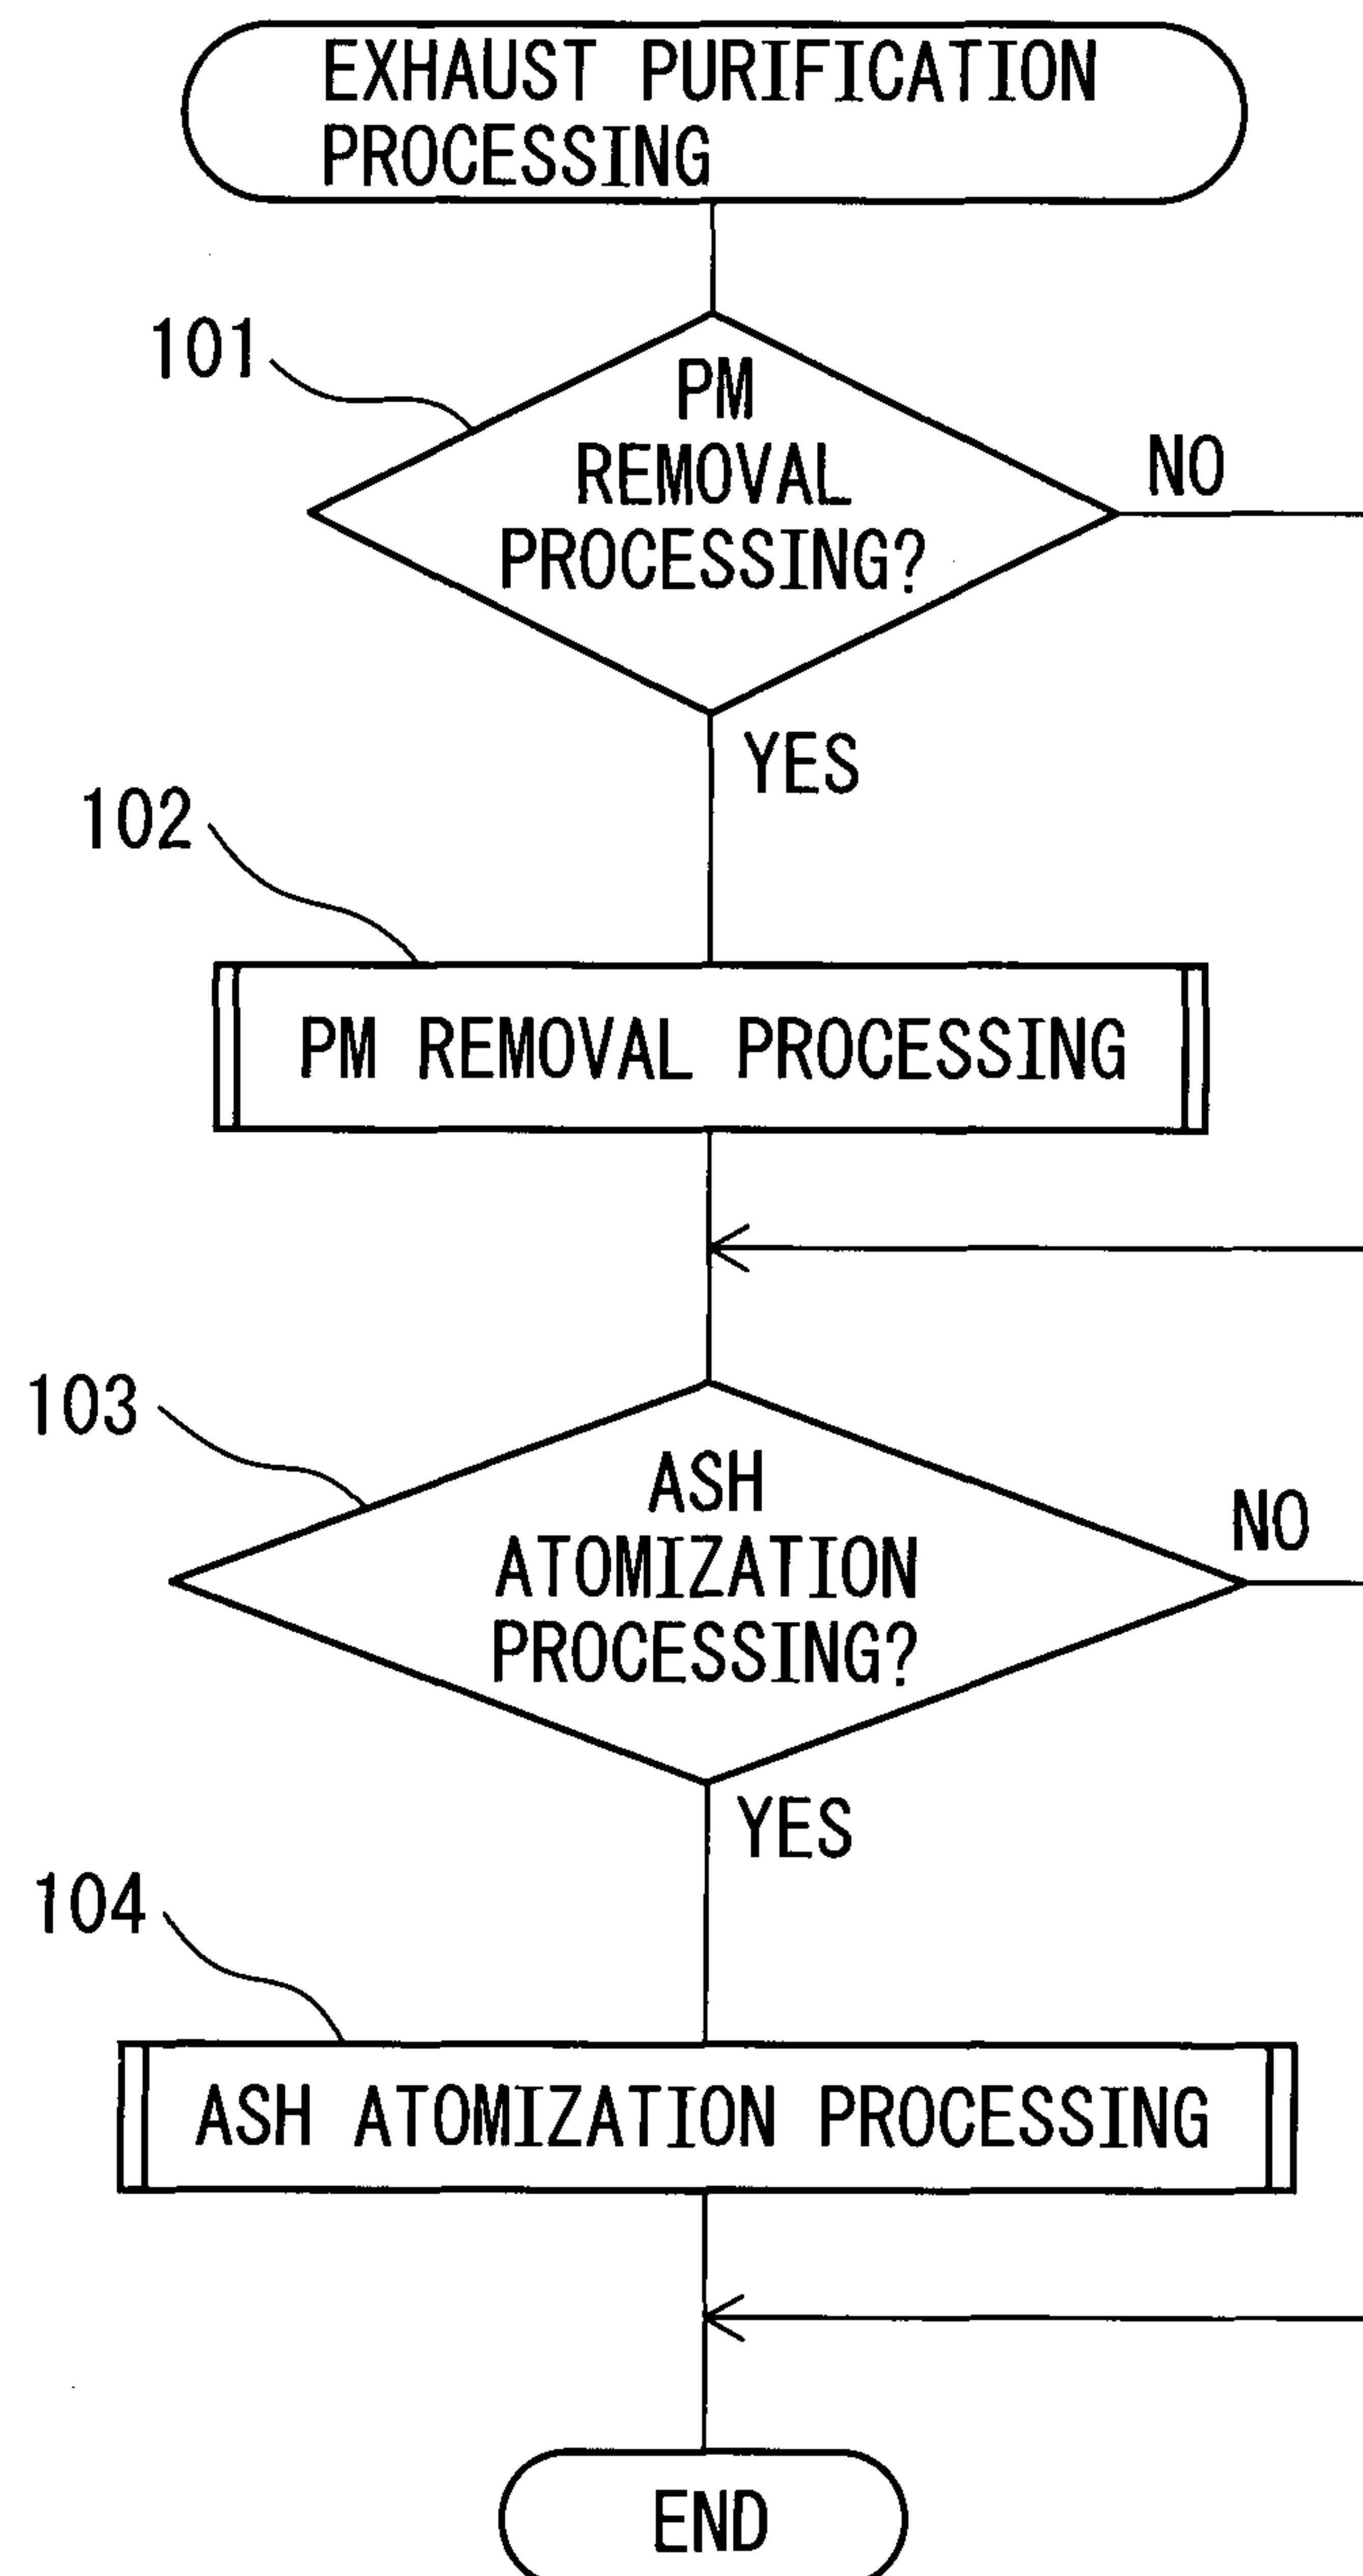 EXHAUST PURIFICATION
PROCESSING
101
PM
REMOVAL
PROCESSING?
NO
YES
102
PM REMOVAL PROCESSING
103
ASH
ATOMIZATION
PROCESSING?
NO
YES
104
ASH ATOMIZATION PROCESSING
END